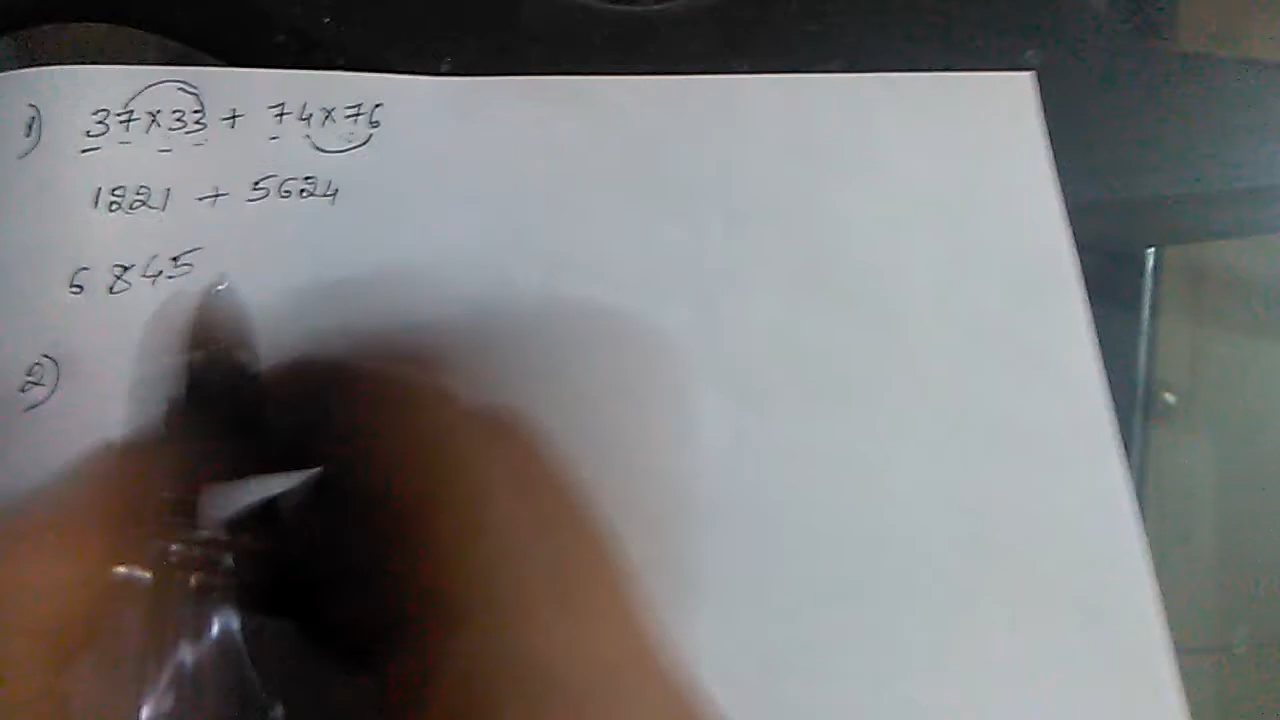 1) 37×33 + 74×76
1221 + 5624
6845
2)